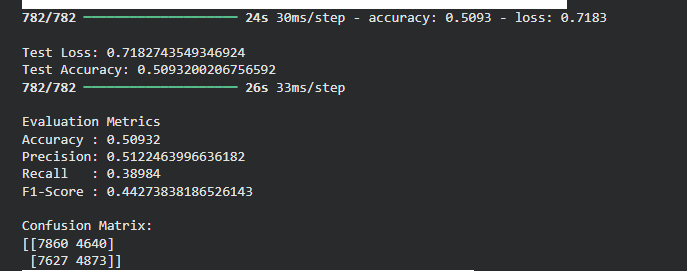 782/782 ━━━━━━━━━━━━━━━━━━━━ 24s 30ms/step - accuracy: 0.5093 - loss: 0.7183
Test Loss: 0.7182743549346924
Test Accuracy: 0.5093200206756592
782/782 ━━━━━━━━━━━━━━━━━━━━ 26s 33ms/step
Evaluation Metrics
Accuracy : 0.50932
Precision: 0.5122463996636182
Recall   : 0.38984
F1-Score : 0.44273838186526143
Confusion Matrix:
[[7860 4640]
 [7627 4873]]